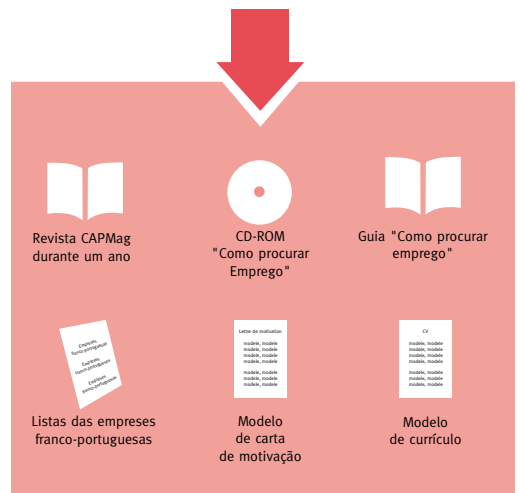 Revista CAPMag
durante um ano
CD-ROM
"Como procurar
Emprego"
Guia "Como procurar
emprego"
Empresės
franco-portuguesas
Empresės
franco-portuguesas
Empreses
franco-portuguesas
Listas das empreses
franco-portuguesas
Lettre de motivation
modele, modele
modele, modele
modele, modele
modele, modele
modele, modele
modele, modele
modele, modele
modele, modele
Modelo
de carta
de motivação
CV
modele, modele
modele, modele
modele, modele
modele, modele
modele, modele
modele, modele
modele, modele
modele, modele
Modelo
de currículo